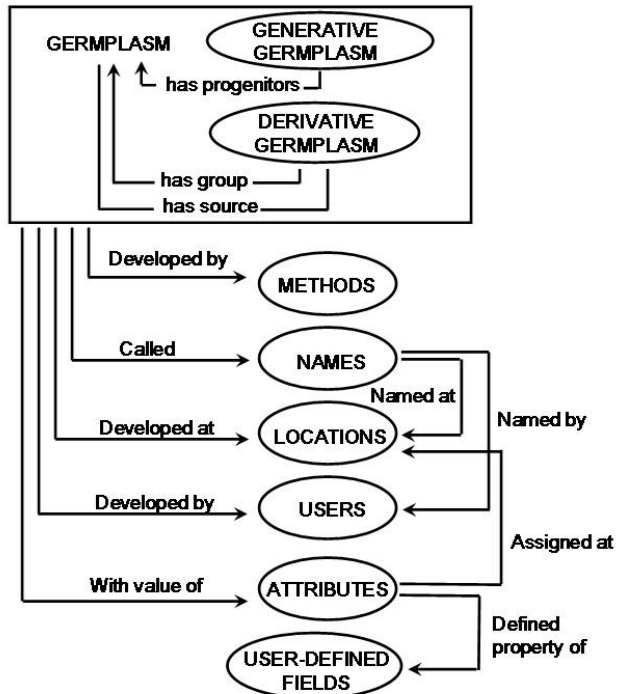 GERMPLASM
GENERATIVE
GERMPLASM
has progenitors
DERIVATIVE
GERMPLASM
has group
has source
Developed by
METHODS
Called
NAMES
Named at
Named by
Developed at
LOCATIONS
Developed by
USERS
Assigned at
With value of
ATTRIBUTES
Defined
property of
USER-DEFINED
FIELDS